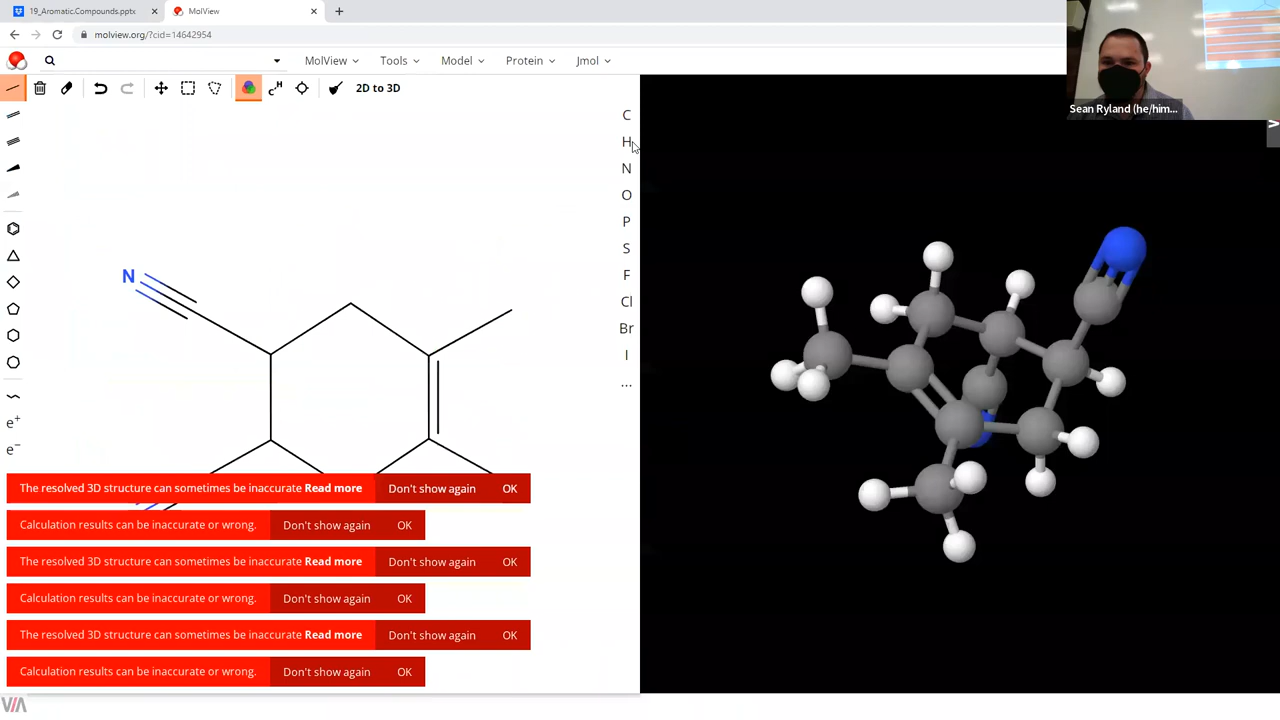 19_Aromatic.Compounds.pptx
MolView
molview.org/?cid=14642954
MolView Tools Model Protein Jmol
2D to 3D
C
H
N
O
P
S
F
Cl
Br
I
...
e+
e−
N
The resolved 3D structure can sometimes be inaccurate Read more Don't show again OK
Calculation results can be inaccurate or wrong. Don't show again OK
The resolved 3D structure can sometimes be inaccurate Read more Don't show again OK
Calculation results can be inaccurate or wrong. Don't show again OK
The resolved 3D structure can sometimes be inaccurate Read more Don't show again OK
Calculation results can be inaccurate or wrong. Don't show again OK
Sean Ryland (he/him...
VIA